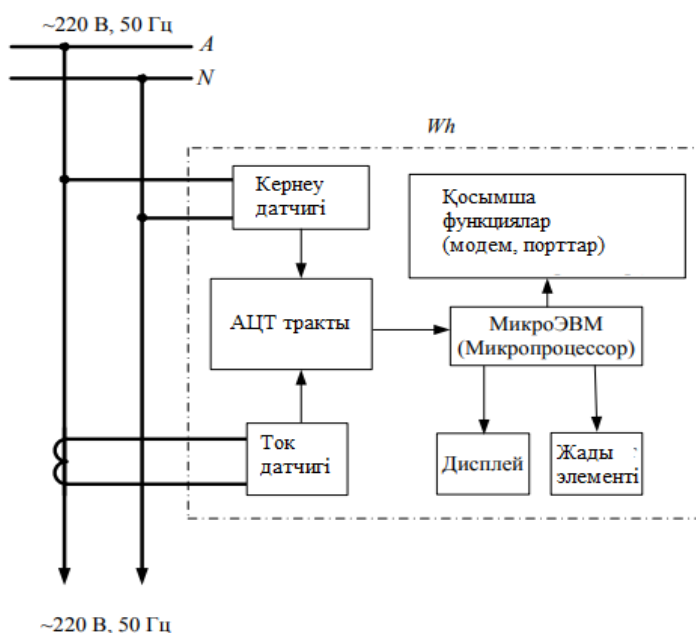 ~220 В, 50 Гц
A
N
Wh
Кернеу
датчигі
Қосымша
функциялар
(модем, порттар)
АЦТ тракты
МикроЭВМ
(Микропроцессор)
Ток
датчигі
Дисплей
Жады
элементі
~220 В, 50 Гц